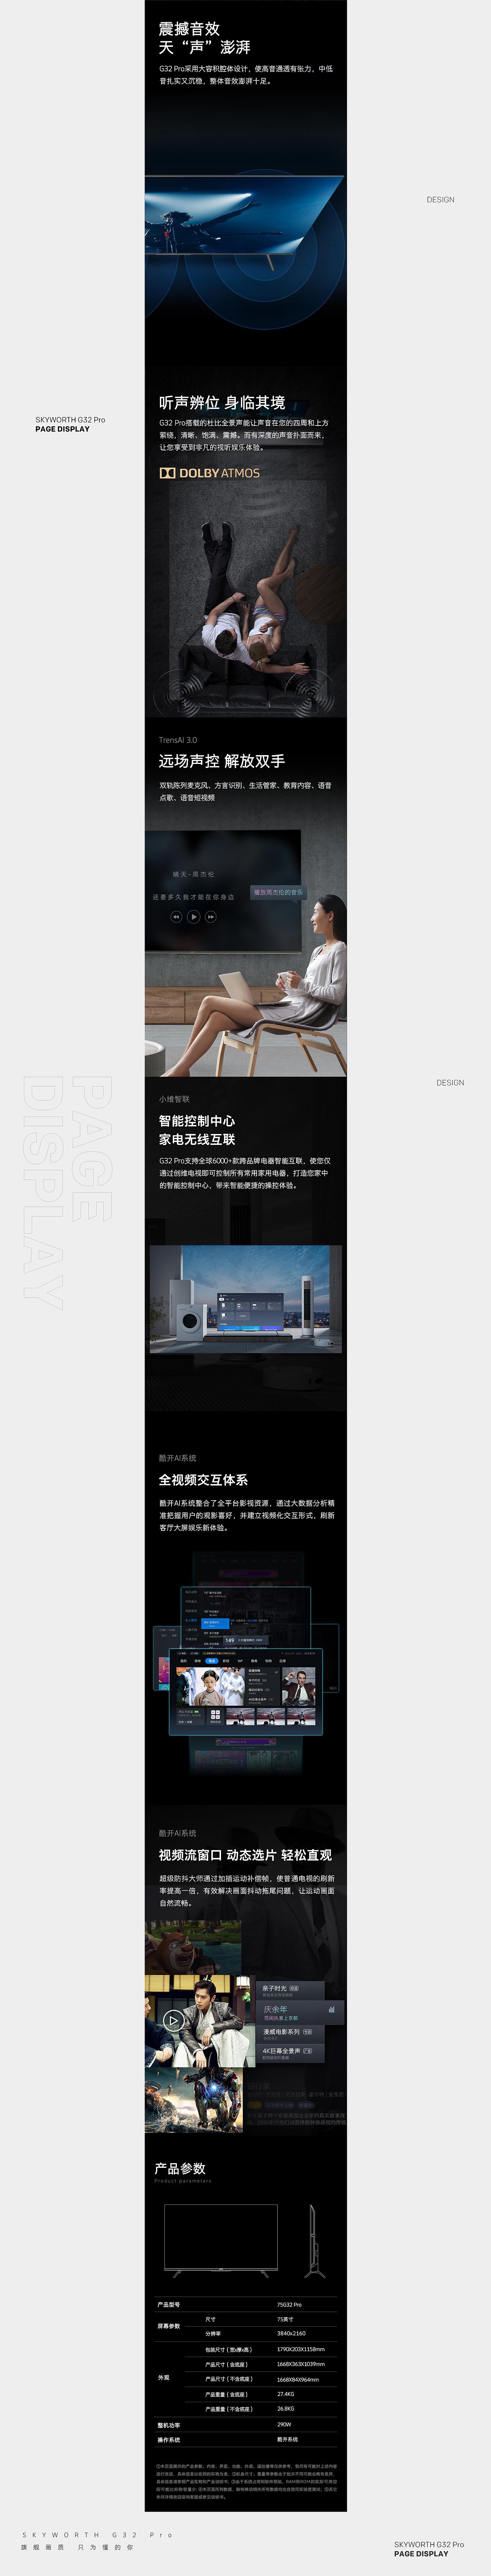 震撼音效
天“声”澎湃
G32 Pro采用大容积腔体设计，使高音通透有张力，中低
音扎实又沉稳，整体音效澎湃十足。
DESIGN
听声辨位 身临其境
SKYWORTH G32 Pro
PAGE DISPLAY
G32 Pro搭载的杜比全景声能让声音在您的四周和上方
萦绕，清晰、饱满、震撼。而有深度的声音扑面而来，
让您享受到非凡的视听娱乐体验。
DOLBY ATMOS
TrensAI 3.0
远场声控 解放双手
双轨阵列麦克风、方言识别、生活管家、教育内容、语音
点歌、语音短视频
晴天-周杰伦
播放周杰伦的音乐
还要多久我才能在你身边
DESIGN
PAGE
DISPLAY
小维智联
智能控制中心
家电无线互联
G32 Pro支持全球6000+款跨品牌电器智能互联，使您仅
通过创维电视即可控制所有常用家用电器，打造您家中
的智能控制中心，带来智能便捷的操控体验。
酷开AI系统
全视频交互体系
酷开AI系统整合了全平台影视资源，通过大数据分析精
准把握用户的观影喜好，并建立视频化交互形式，刷新
客厅大屏娱乐新体验。
149
酷开AI系统
视频流窗口 动态选片 轻松直观
超级防抖大师通过加插运动补偿帧，使普通电视的刷新
率提高一倍，有效解决画面抖动拖尾问题，让运动画面
自然流畅。
亲子时光
庆余年
范闲执意上京都
漫威电影系列
4K巨幕全景声
产品参数
Product parameters
产品型号 75G32 Pro
屏幕参数 尺寸 75英寸
分辨率 3840x2160
外观 包装尺寸（宽x厚x高） 1790X203X1158mm
产品尺寸（含底座） 1668X363X1039mm
产品尺寸（不含底座） 1668X84X964mm
产品重量（含底座） 27.4KG
产品重量（不含底座） 26.8KG
整机功率 290W
操作系统 酷开系统
SKYWORTH G32 Pro
旗舰画质 只为懂的你
SKYWORTH G32 Pro
PAGE DISPLAY